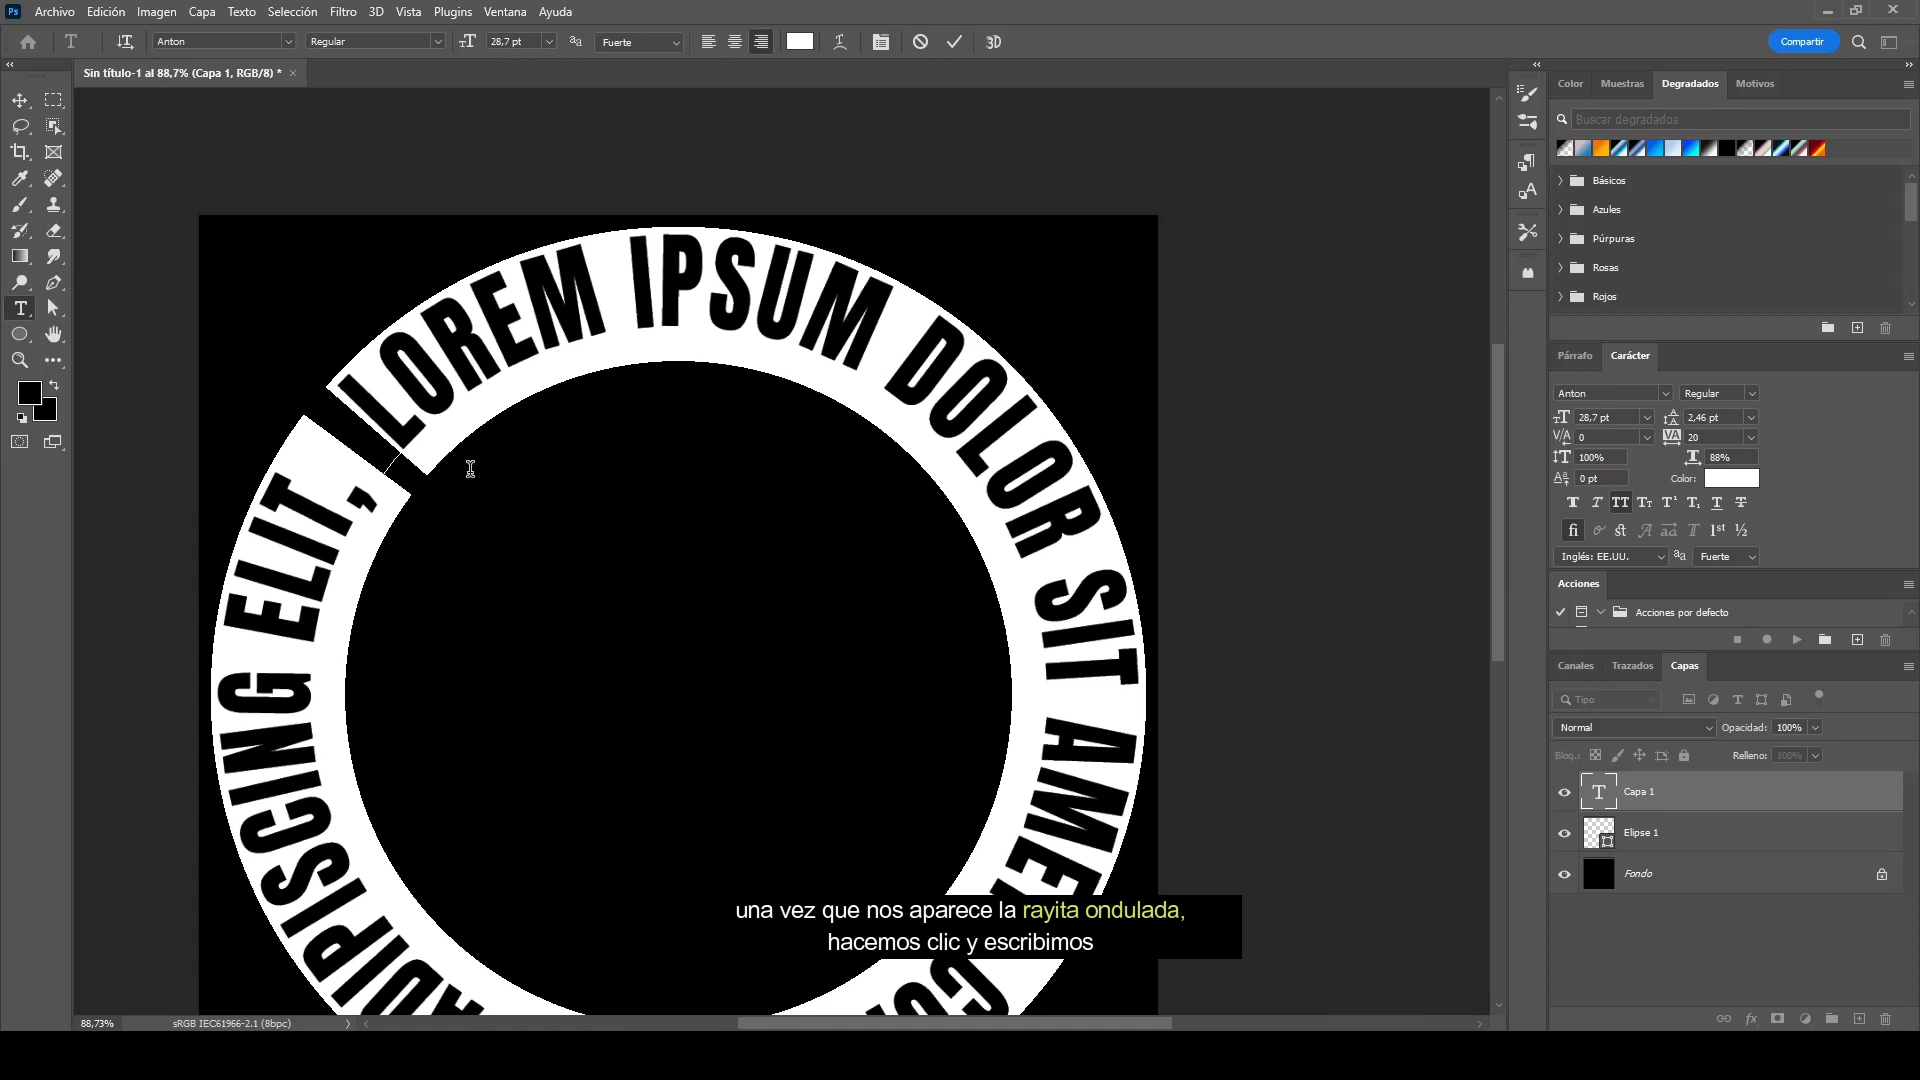 Ps Archivo Edición Imagen Capa Texto Selección Filtro 3D Vista Plugins Ventana Ayuda
Anton Regular 28,7 pt aa Fuerte 3D Compartir
Sin título-1 al 88,7% (Capa 1, RGB/8) *
Color Muestras Degradados Motivos
Buscar degradados
Básicos
Azules
Púrpuras
Rosas
Rojos
Párrafo Carácter
Anton Regular
28,7 pt 2,46 pt
0 20
100% 88%
0 pt Color:
Inglés: EE.UU. aa Fuerte
Acciones
Acciones por defecto
Canales Trazados Capas
Tipo
Normal Opacidad: 100%
Bloq.: Relleno: 100%
Capa 1
Elipse 1
Fondo
LOREM IPSUM DOLOR SIT AMET
ADIPISCING ELIT,
una vez que nos aparece la rayita ondulada,
hacemos clic y escribimos
88,73% sRGB IEC61966-2.1 (8bpc)